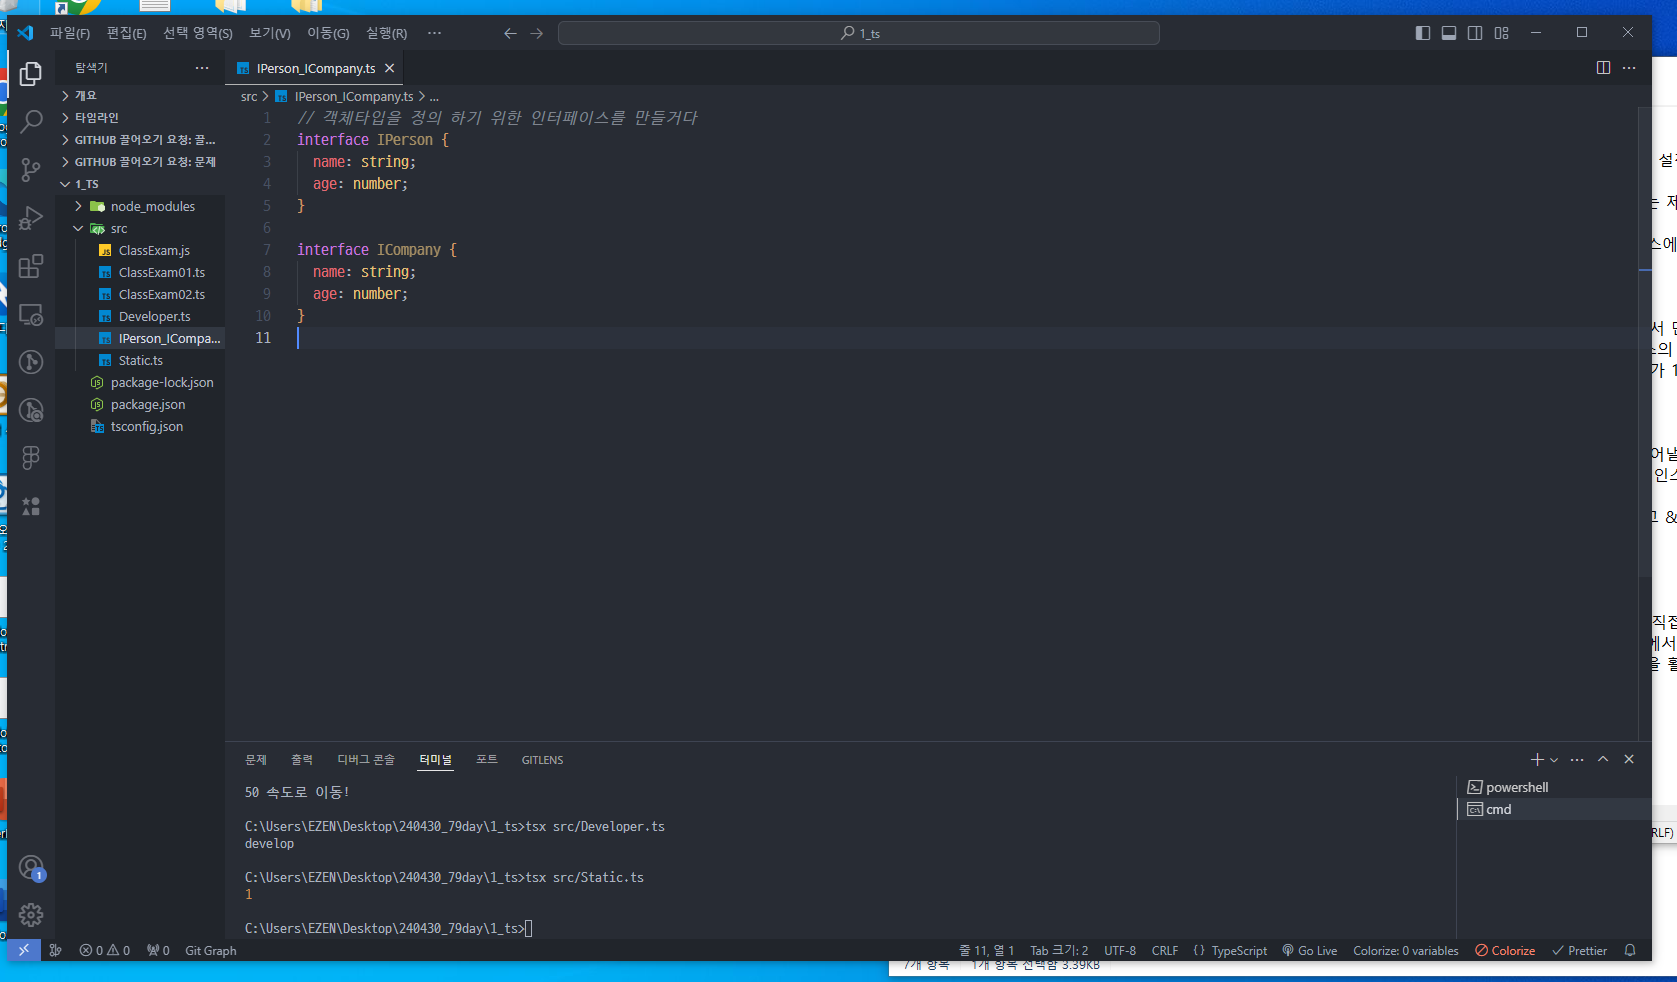 파일(F) 편집(E) 선택 영역(S) 보기(V) 이동(G) 실행(R) ··· 1_ts
탐색기 ···
IPerson_ICompany.ts
개요
타임라인
GITHUB 끌어오기 요청: 끌...
GITHUB 끌어오기 요청: 문제
1_TS
node_modules
src
ClassExam.js
ClassExam01.ts
ClassExam02.ts
Developer.ts
IPerson_ICompa...
Static.ts
package-lock.json
package.json
tsconfig.json
src > IPerson_ICompany.ts > ...
1 // 객체타입을 정의 하기 위한 인터페이스를 만들거다
2 interface IPerson {
3 name: string;
4 age: number;
5 }
6
7 interface ICompany {
8 name: string;
9 age: number;
10 }
11
문제 출력 디버그 콘솔 터미널 포트 GITLENS
50 속도로 이동!
C:\Users\EZEN\Desktop\240430_79day\1_ts>tsx src/Developer.ts
develop
C:\Users\EZEN\Desktop\240430_79day\1_ts>tsx src/Static.ts
1
C:\Users\EZEN\Desktop\240430_79day\1_ts>
powershell
cmd
1
0 0 0 Git Graph
줄 11, 열 1 Tab 크기: 2 UTF-8 CRLF {} TypeScript Go Live Colorize: 0 variables Colorize Prettier
RLF)
7개 항목 1개 항목 선택함 3.39KB